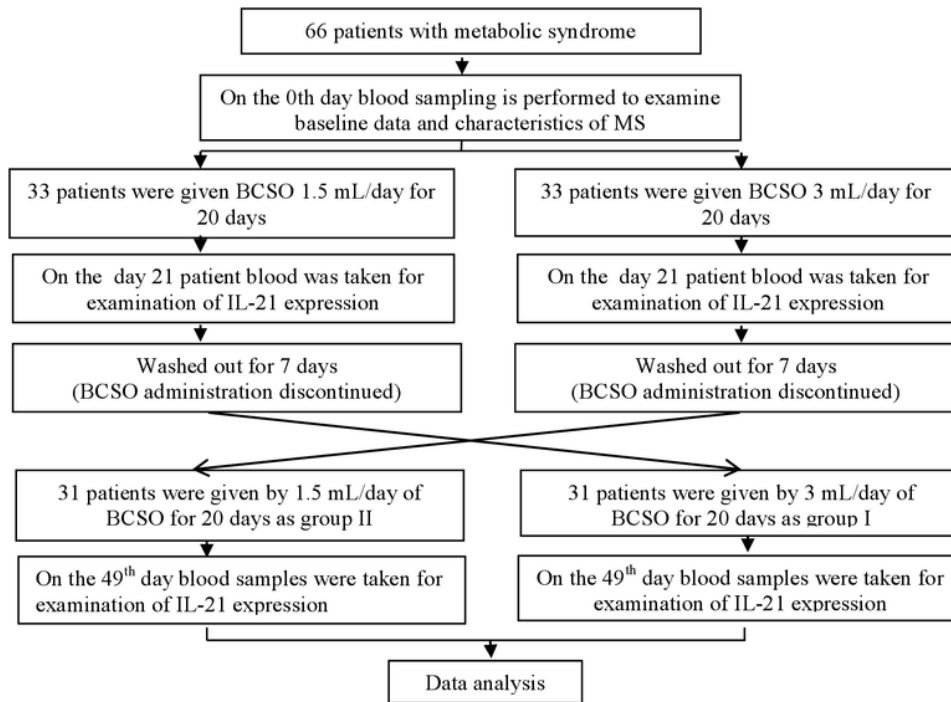 66 patients with metabolic syndrome
On the 0th day blood sampling is performed to examine
baseline data and characteristics of MS
33 patients were given BCSO 1.5 mL/day for
20 days
33 patients were given BCSO 3 mL/day for
20 days
On the day 21 patient blood was taken for
examination of IL-21 expression
On the day 21 patient blood was taken for
examination of IL-21 expression
Washed out for 7 days
(BCSO administration discontinued)
Washed out for 7 days
(BCSO administration discontinued)
31 patients were given by 1.5 mL/day of
BCSO for 20 days as group II
31 patients were given by 3 mL/day of
BCSO for 20 days as group I
On the 49th day blood samples were taken for
examination of IL-21 expression
On the 49th day blood samples were taken for
examination of IL-21 expression
Data analysis